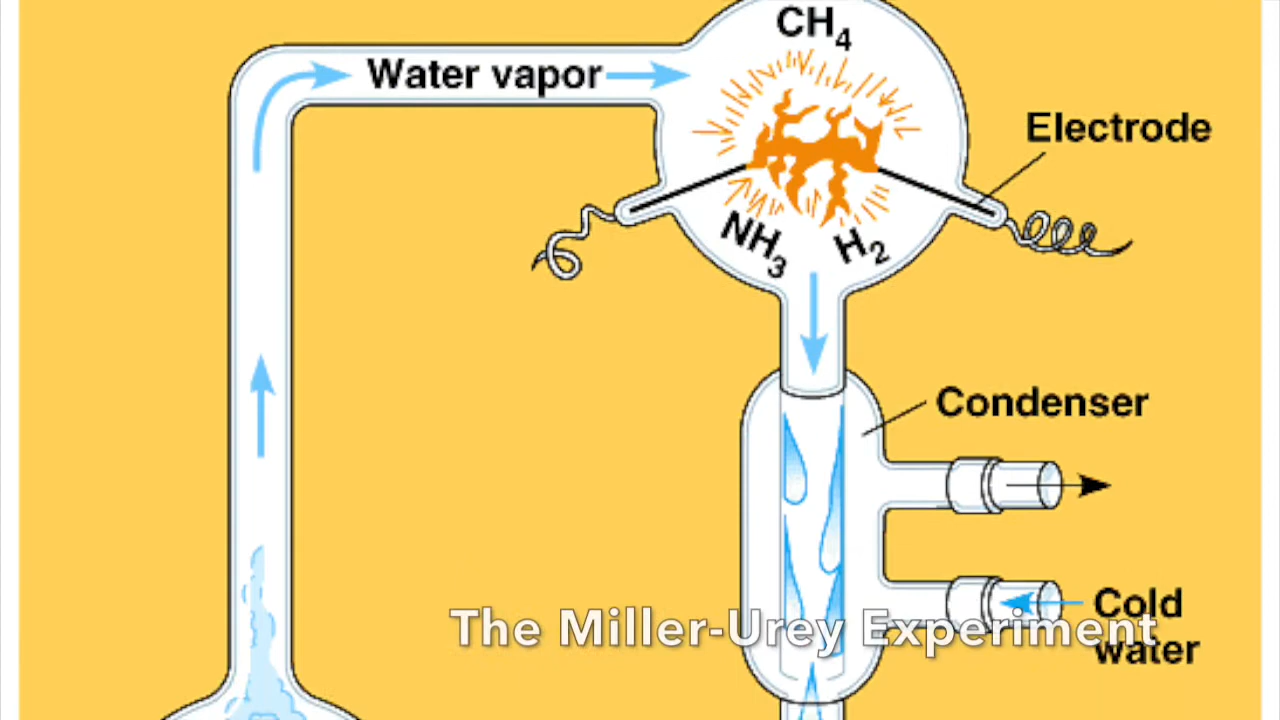 CH₄
Water vapor
Electrode
NH₃
H₂
Condenser
Cold
water
The Miller-Urey Experiment